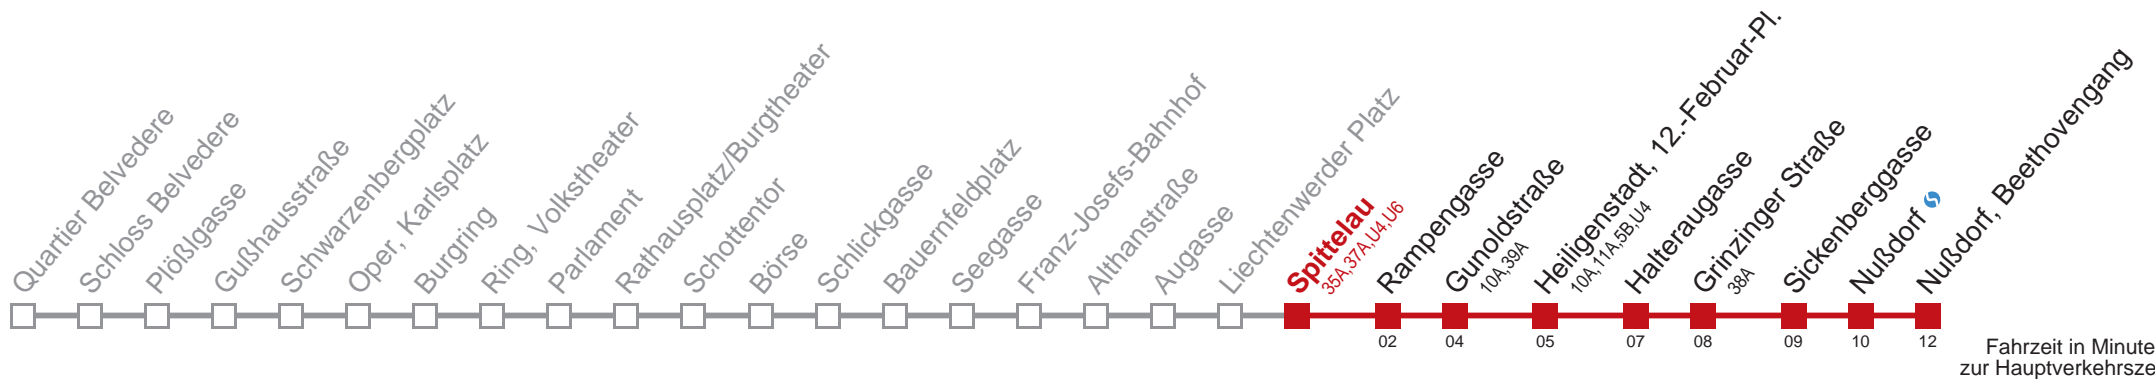 Quartier Belvedere
Schloss Belvedere
Plößlgasse
Gußhausstraße
Schwarzenbergplatz
Oper, Karlsplatz
Burgring
Ring, Volkstheater
Parlament
Rathausplatz/Burgtheater
Schottentor
Börse
Schlickgasse
Bauernfeldplatz
Seegasse
Franz-Josefs-Bahnhof
Althanstraße
Augasse
Liechtenwerder Platz
Spittelau
35A,37A,U4,U6
Rampengasse
Gunoldstraße
10A,39A
Heiligenstadt, 12.-Februar-Pl.
10A,11A,5B,U4
Halteraugasse
Grinzinger Straße
38A
Sickenberggasse
Nußdorf
Nußdorf, Beethovengang
02 04 05 07 08 09 10 12
Fahrzeit in Minute
zur Hauptverkehrsze